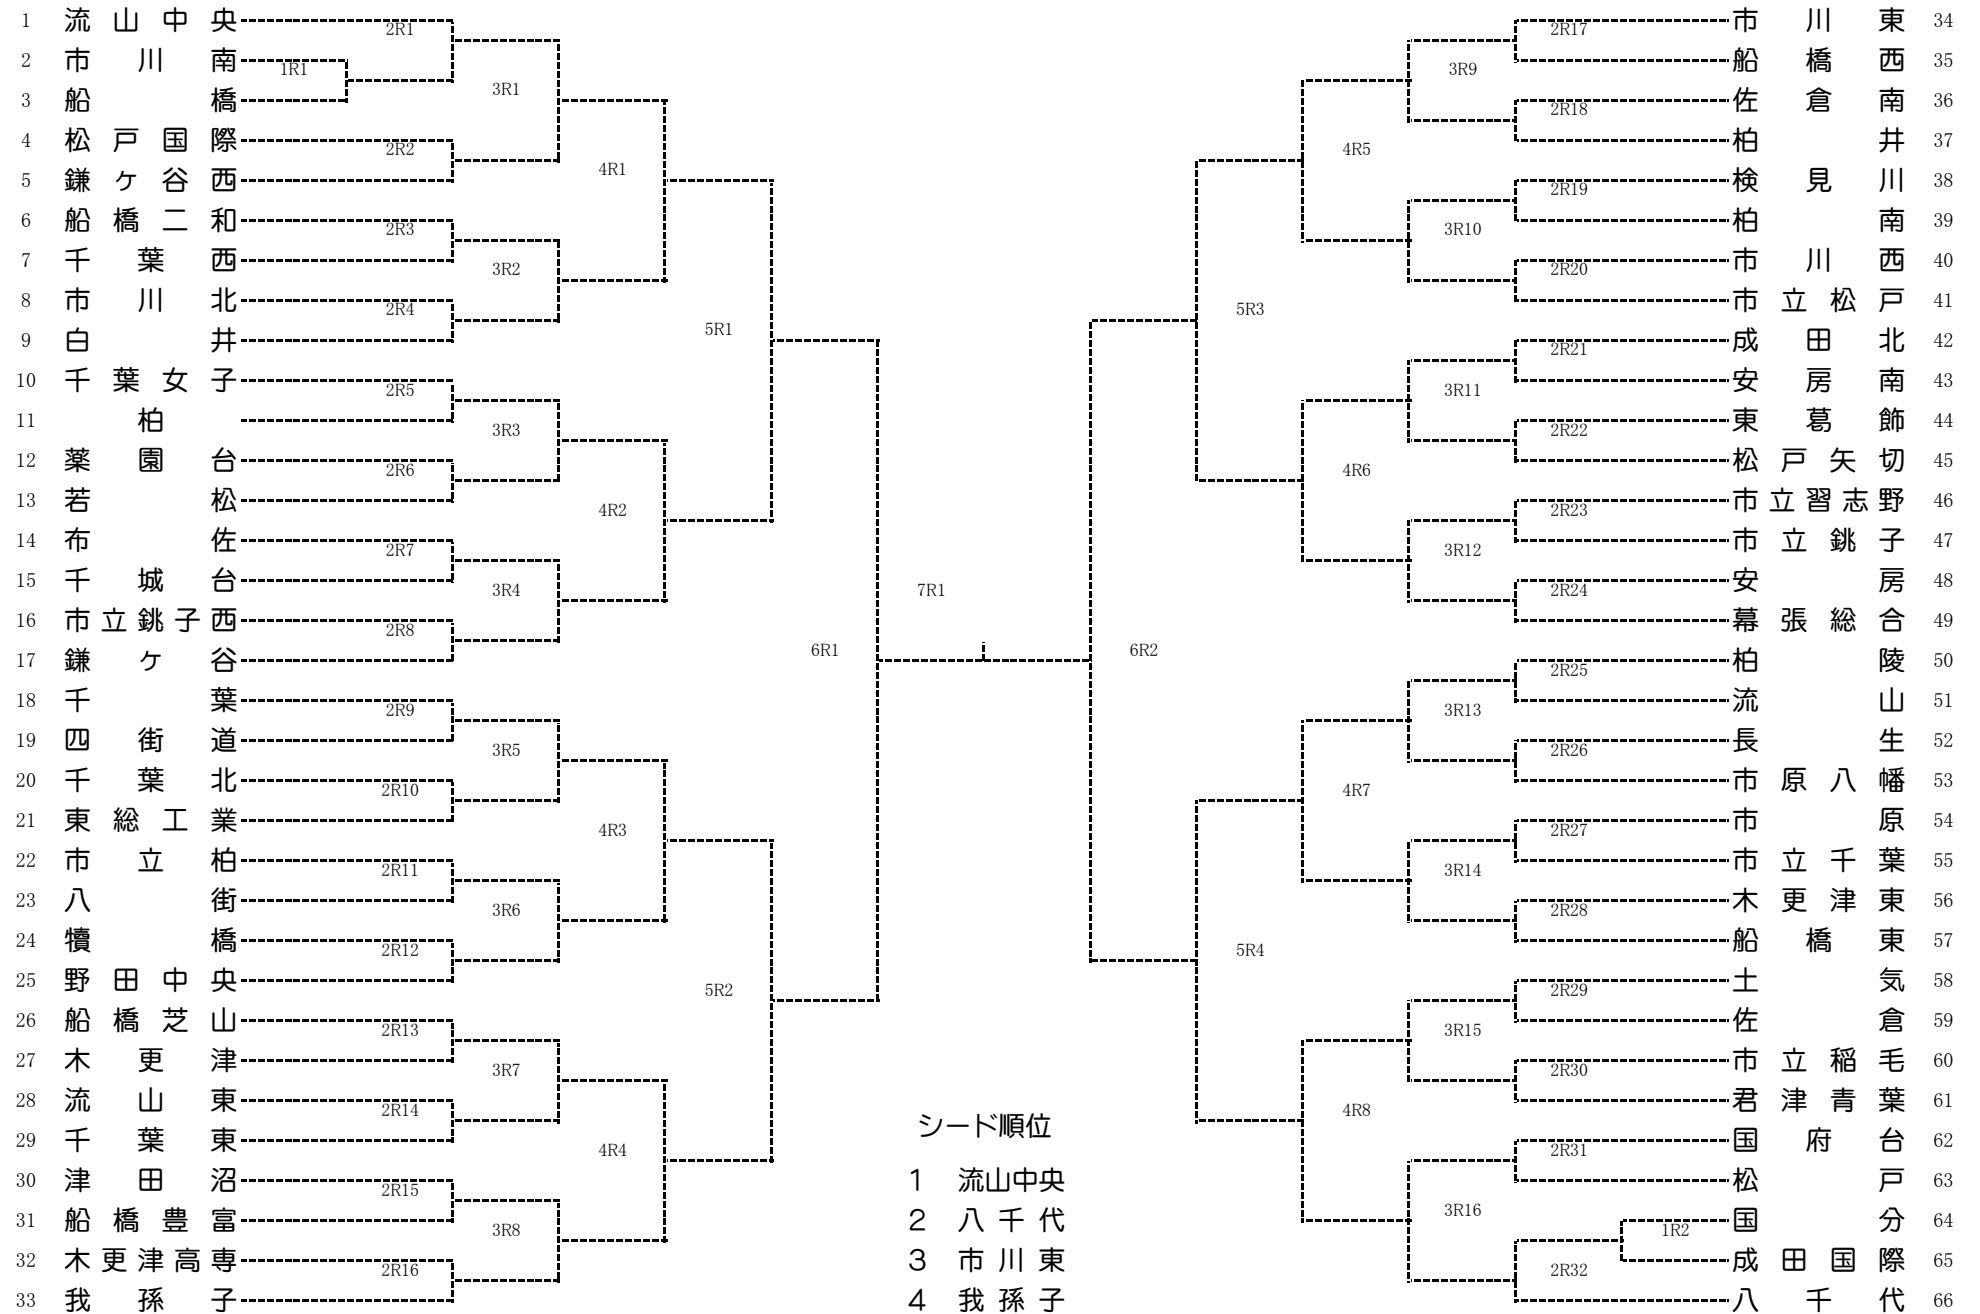 1 流山中央
2 市川南
3 船橋
4 松戸国際
5 鎌ヶ谷西
6 船橋二和
7 千葉西
8 市川北
9 白井
10 千葉女子
11 柏
12 薬園台
13 若松
14 布佐
15 千城台
16 市立銚子西
17 鎌ヶ谷
18 千葉
19 四街道
20 千葉北
21 東総工業
22 市立柏
23 八街
24 犢橋
25 野田中央
26 船橋芝山
27 木更津
28 流山東
29 千葉東
30 津田沼
31 船橋豊富
32 木更津高専
33 我孫子
1R1
2R1
2R2
2R3
2R4
2R5
2R6
2R7
2R8
2R9
2R10
2R11
2R12
2R13
2R14
2R15
2R16
3R1
3R2
3R3
3R4
3R5
3R6
3R7
3R8
4R1
4R2
4R3
4R4
5R1
5R2
6R1
7R1
6R2
5R3
5R4
4R5
4R6
4R7
4R8
3R9
3R10
3R11
3R12
3R13
3R14
3R15
3R16
2R17
2R18
2R19
2R20
2R21
2R22
2R23
2R24
2R25
2R26
2R27
2R28
2R29
2R30
2R31
2R32
1R2
市川東 34
船橋西 35
佐倉南 36
柏井 37
検見川 38
柏南 39
市川西 40
市立松戸 41
成田北 42
安房南 43
東葛飾 44
松戸矢切 45
市立習志野 46
市立銚子 47
安房 48
幕張総合 49
柏陵 50
流山 51
長生 52
市原八幡 53
市原 54
市立千葉 55
木更津東 56
船橋東 57
土気 58
佐倉 59
市立稲毛 60
君津青葉 61
国府台 62
松戸 63
国分 64
成田国際 65
八千代 66
シード順位
1 流山中央
2 八千代
3 市川東
4 我孫子